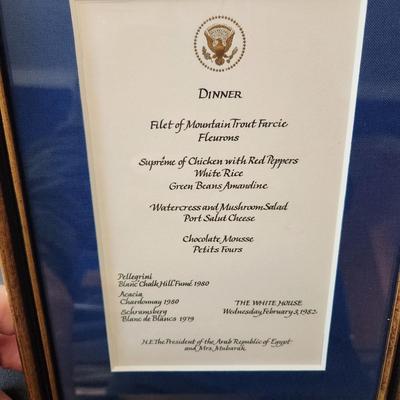 DINNER
Filet of Mountain Trout Farcie
Fleurons
Suprême of Chicken with Red Peppers
White Rice
Green Beans Amandine
Watercress and Mushroom Salad
Port Salut Cheese
Chocolate Mousse
Petits Fours
Pellegrini
Blanc Chalk Hill Fumé 1980
Acacia
Chardonnay 1980
Schramsberg
Blanc de Blancs 1979
THE WHITE HOUSE
Wednesday, February 3, 1982.
H.E. The President of the Arab Republic of Egypt
and Mrs. Mubarak.